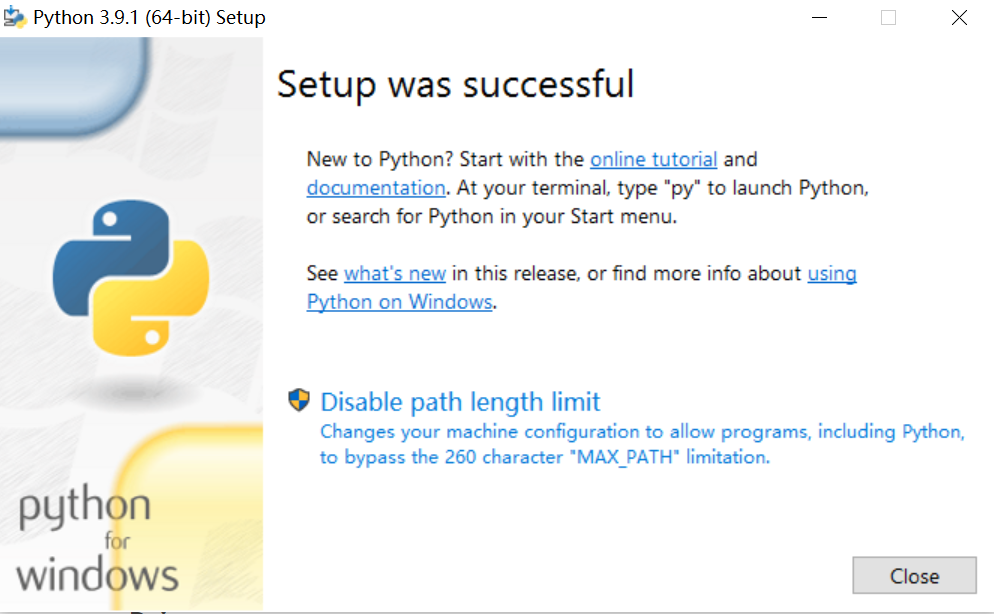 Python 3.9.1 (64-bit) Setup
Setup was successful
New to Python? Start with the online tutorial and
documentation. At your terminal, type "py" to launch Python,
or search for Python in your Start menu.
See what's new in this release, or find more info about using
Python on Windows.
Disable path length limit
Changes your machine configuration to allow programs, including Python,
to bypass the 260 character "MAX_PATH" limitation.
python
for
windows
Close